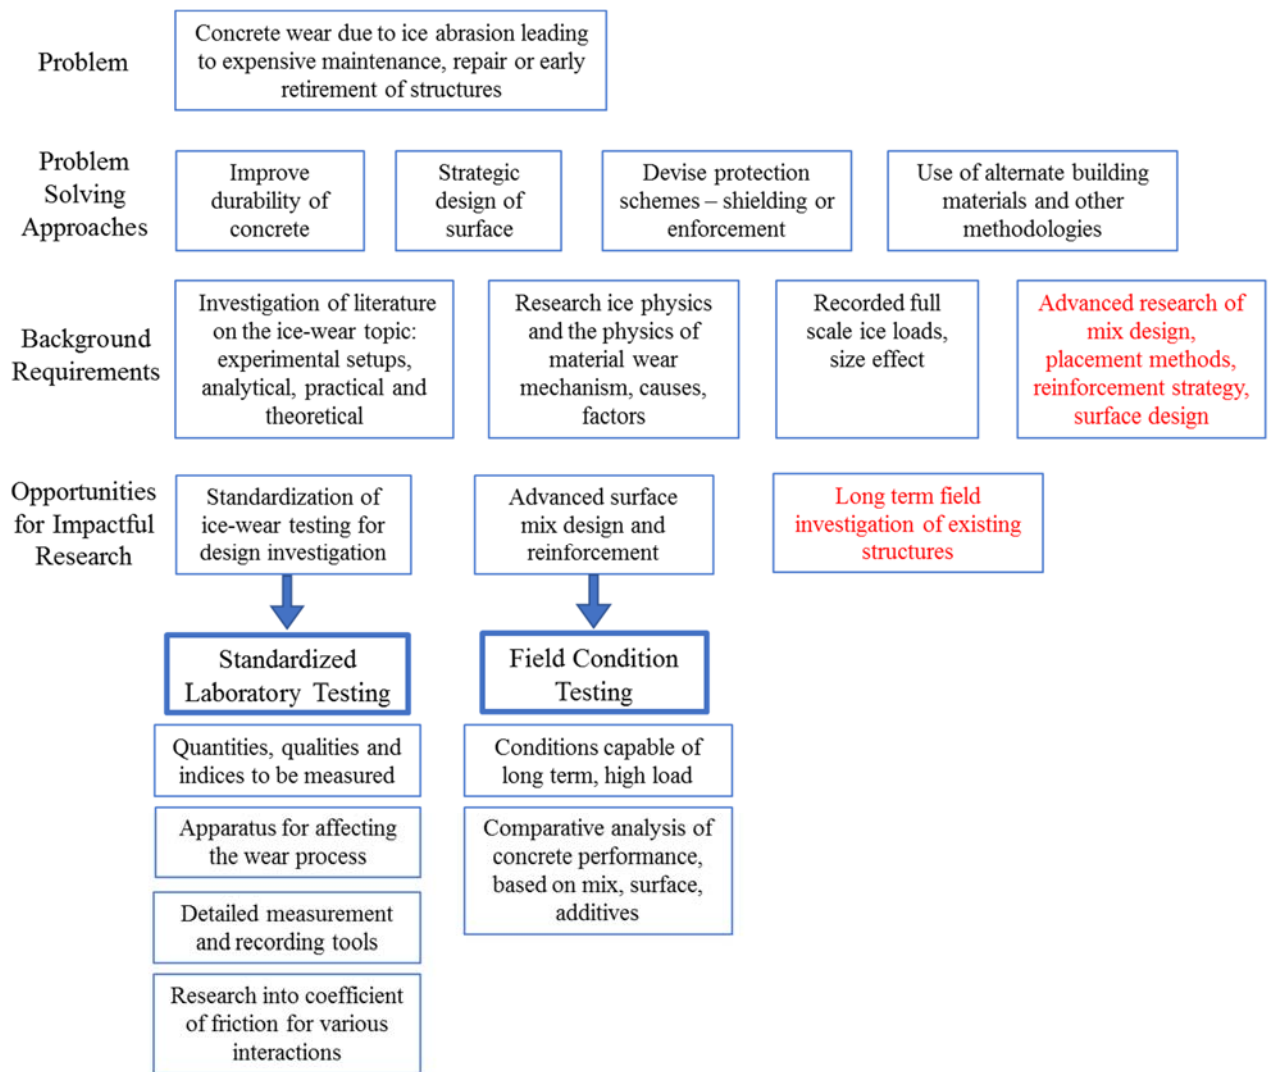 Problem
Concrete wear due to ice abrasion leading
to expensive maintenance, repair or early
retirement of structures
Problem
Solving
Approaches
Improve
durability of
concrete
Strategic
design of
surface
Devise protection
schemes – shielding or
enforcement
Use of alternate building
materials and other
methodologies
Background
Requirements
Investigation of literature
on the ice-wear topic:
experimental setups,
analytical, practical and
theoretical
Research ice physics
and the physics of
material wear
mechanism, causes,
factors
Recorded full
scale ice loads,
size effect
Advanced research of
mix design,
placement methods,
reinforcement strategy,
surface design
Opportunities
for Impactful
Research
Standardization of
ice-wear testing for
design investigation
Advanced surface
mix design and
reinforcement
Long term field
investigation of existing
structures
Standardized
Laboratory Testing
Quantities, qualities and
indices to be measured
Apparatus for affecting
the wear process
Detailed measurement
and recording tools
Research into coefficient
of friction for various
interactions
Field Condition
Testing
Conditions capable of
long term, high load
Comparative analysis of
concrete performance,
based on mix, surface,
additives